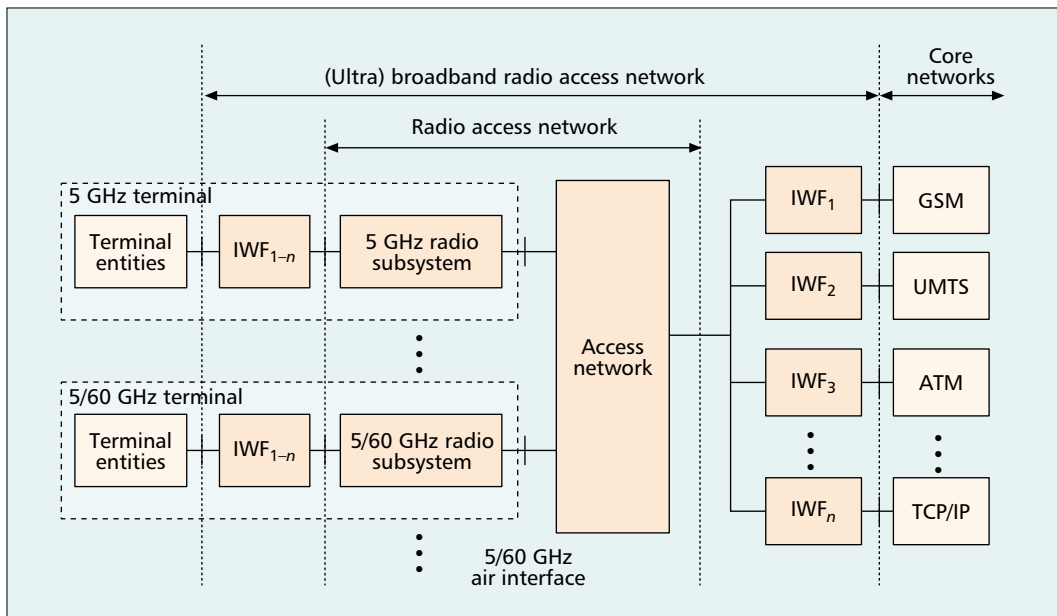 (Ultra) broadband radio access network
Core
networks
Radio access network
5 GHz terminal
Terminal
entities
IWF₁₋ₙ
5 GHz radio
subsystem
5/60 GHz terminal
Terminal
entities
IWF₁₋ₙ
5/60 GHz radio
subsystem
5/60 GHz
air interface
Access
network
IWF₁
GSM
IWF₂
UMTS
IWF₃
ATM
IWFₙ
TCP/IP